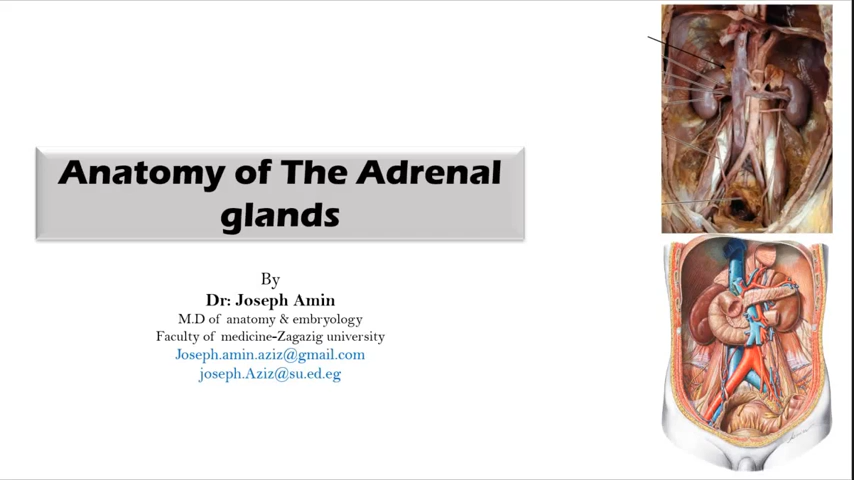 Anatomy of The Adrenal
glands
By
Dr: Joseph Amin
M.D of anatomy & embryology
Faculty of medicine-Zagazig university
Joseph.amin.aziz@gmail.com
joseph.Aziz@su.ed.eg